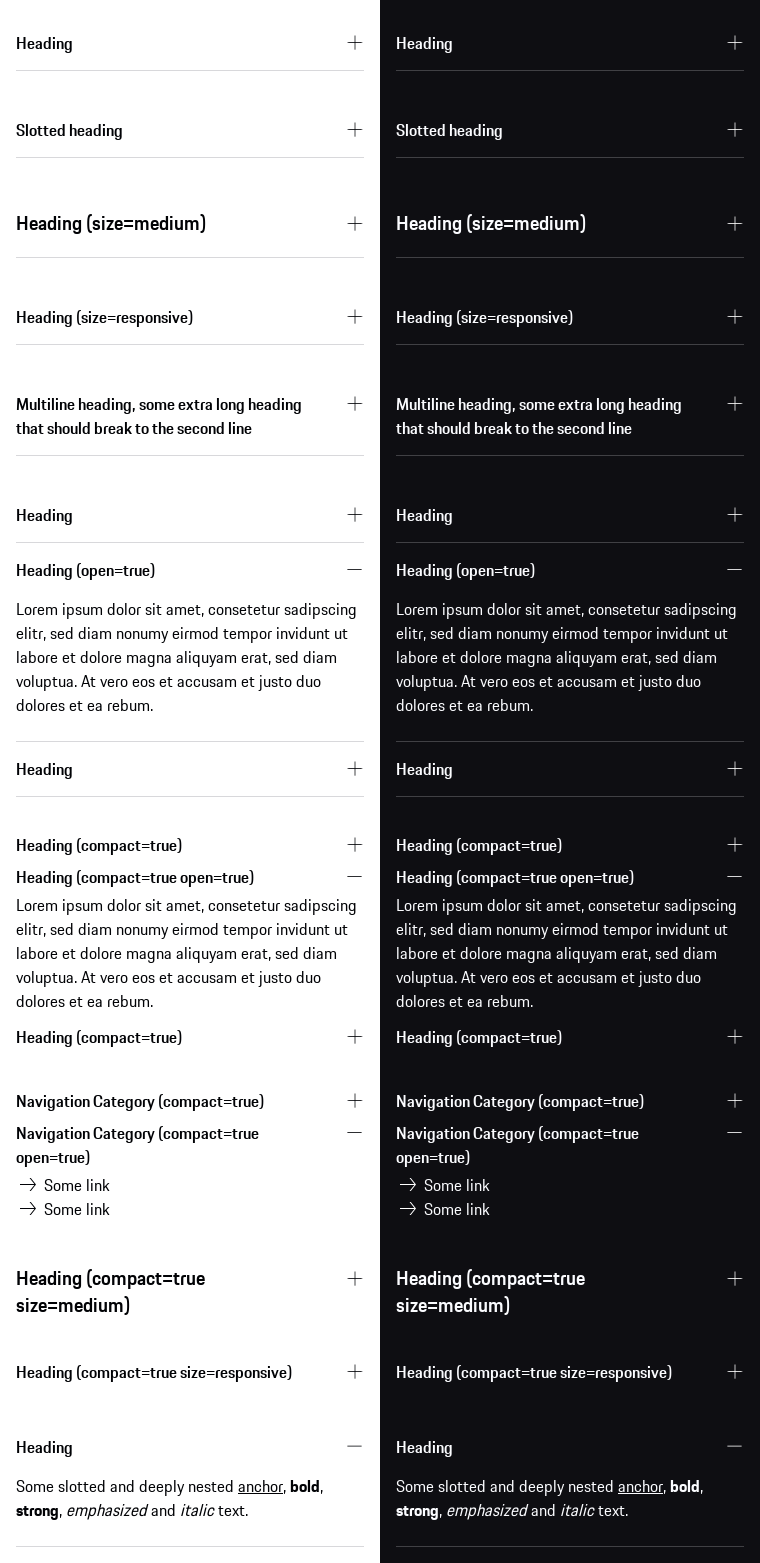 Heading
Slotted heading
Heading (size=medium)
Heading (size=responsive)
Multiline heading, some extra long heading
that should break to the second line
Heading
Heading (open=true)
Lorem ipsum dolor sit amet, consetetur sadipscing
elitr, sed diam nonumy eirmod tempor invidunt ut
labore et dolore magna aliquyam erat, sed diam
voluptua. At vero eos et accusam et justo duo
dolores et ea rebum.
Heading
Heading (compact=true)
Heading (compact=true open=true)
Lorem ipsum dolor sit amet, consetetur sadipscing
elitr, sed diam nonumy eirmod tempor invidunt ut
labore et dolore magna aliquyam erat, sed diam
voluptua. At vero eos et accusam et justo duo
dolores et ea rebum.
Heading (compact=true)
Navigation Category (compact=true)
Navigation Category (compact=true
open=true)
Some link
Some link
Heading (compact=true
size=medium)
Heading (compact=true size=responsive)
Heading
Some slotted and deeply nested anchor, bold,
strong, emphasized and italic text.
Heading
Slotted heading
Heading (size=medium)
Heading (size=responsive)
Multiline heading, some extra long heading
that should break to the second line
Heading
Heading (open=true)
Lorem ipsum dolor sit amet, consetetur sadipscing
elitr, sed diam nonumy eirmod tempor invidunt ut
labore et dolore magna aliquyam erat, sed diam
voluptua. At vero eos et accusam et justo duo
dolores et ea rebum.
Heading
Heading (compact=true)
Heading (compact=true open=true)
Lorem ipsum dolor sit amet, consetetur sadipscing
elitr, sed diam nonumy eirmod tempor invidunt ut
labore et dolore magna aliquyam erat, sed diam
voluptua. At vero eos et accusam et justo duo
dolores et ea rebum.
Heading (compact=true)
Navigation Category (compact=true)
Navigation Category (compact=true
open=true)
Some link
Some link
Heading (compact=true
size=medium)
Heading (compact=true size=responsive)
Heading
Some slotted and deeply nested anchor, bold,
strong, emphasized and italic text.